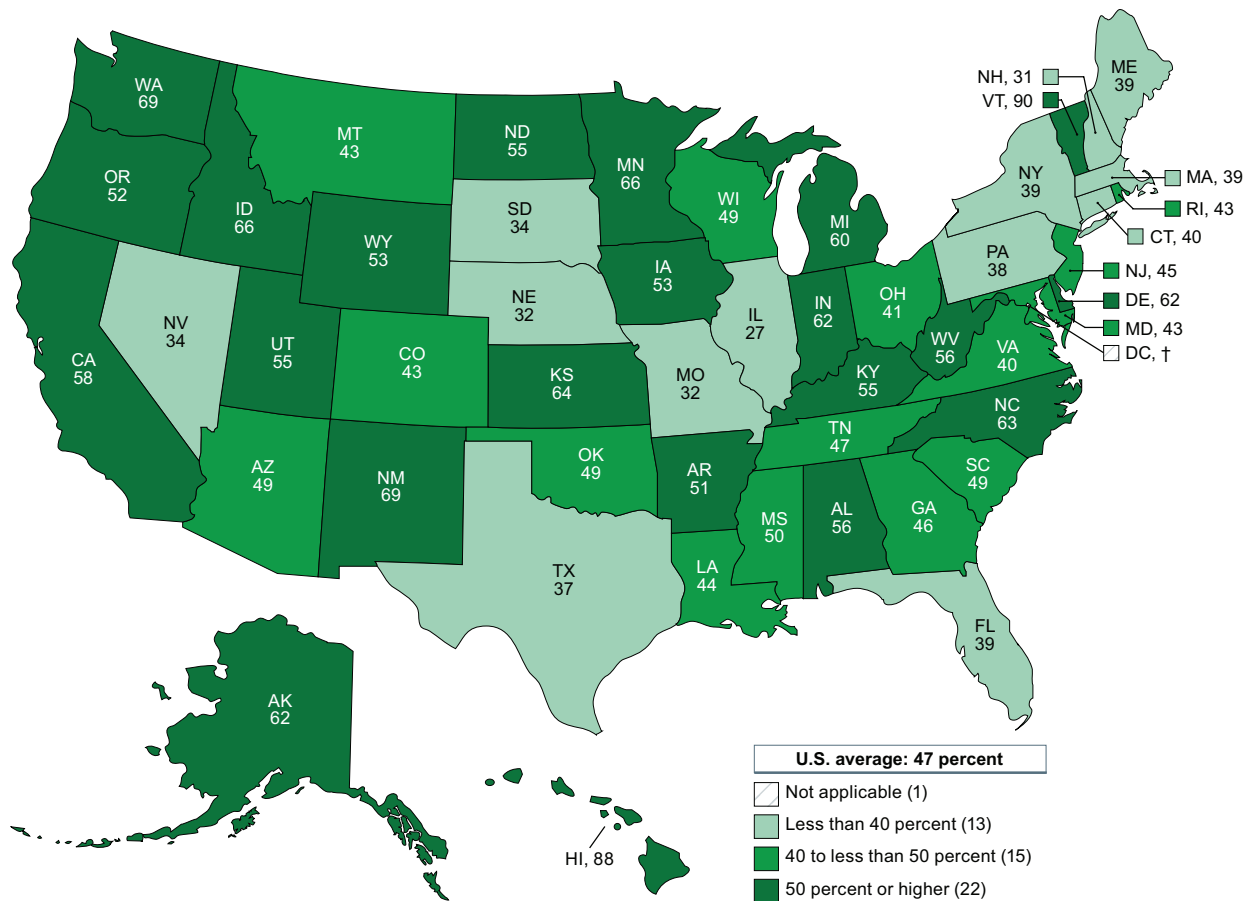 WA
69
OR
52
CA
58
NV
34
ID
66
MT
43
WY
53
UT
55
AZ
49
CO
43
NM
69
ND
55
SD
34
NE
32
KS
64
OK
49
TX
37
MN
66
IA
53
MO
32
AR
51
LA
44
WI
49
IL
27
MI
60
IN
62
OH
41
KY
55
TN
47
MS
50
AL
56
GA
46
FL
39
SC
49
NC
63
VA
40
WV
56
PA
38
NY
39
ME
39
NH, 31
VT, 90
MA, 39
RI, 43
CT, 40
NJ, 45
DE, 62
MD, 43
DC, †
AK
62
HI, 88
U.S. average: 47 percent
Not applicable (1)
Less than 40 percent (13)
40 to less than 50 percent (15)
50 percent or higher (22)